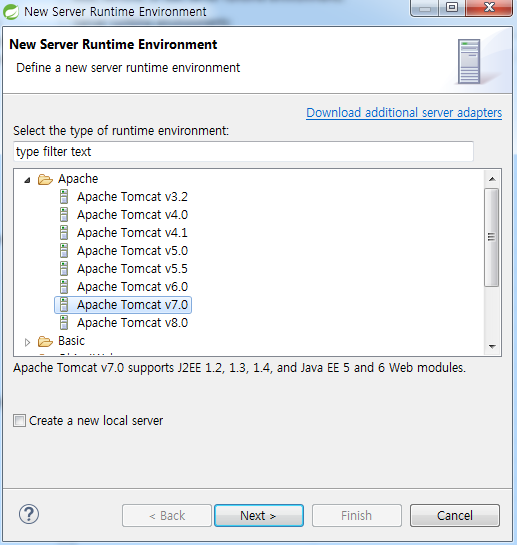 New Server Runtime Environment
New Server Runtime Environment
Define a new server runtime environment
Download additional server adapters
Select the type of runtime environment:
type filter text
Apache
Apache Tomcat v3.2
Apache Tomcat v4.0
Apache Tomcat v4.1
Apache Tomcat v5.0
Apache Tomcat v5.5
Apache Tomcat v6.0
Apache Tomcat v7.0
Apache Tomcat v8.0
Basic
Apache Tomcat v7.0 supports J2EE 1.2, 1.3, 1.4, and Java EE 5 and 6 Web modules.
Create a new local server
< Back
Next >
Finish
Cancel